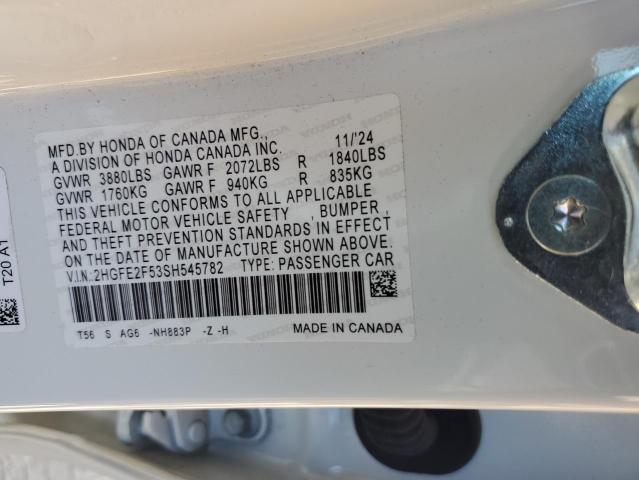 MFD BY HONDA OF CANADA MFG., 11/'24
A DIVISION OF HONDA CANADA INC.
GVWR 3880LBS GAWR F 2072LBS R 1840LBS
GVWR 1760KG GAWR F 940KG R 835KG
THIS VEHICLE CONFORMS TO ALL APPLICABLE
FEDERAL MOTOR VEHICLE SAFETY , BUMPER ,
AND THEFT PREVENTION STANDARDS IN EFFECT
ON THE DATE OF MANUFACTURE SHOWN ABOVE.
V.I.N: 2HGFE2F53SH545782 TYPE: PASSENGER CAR
T56 S AG6 -NH883P -Z -H MADE IN CANADA
T20 A1